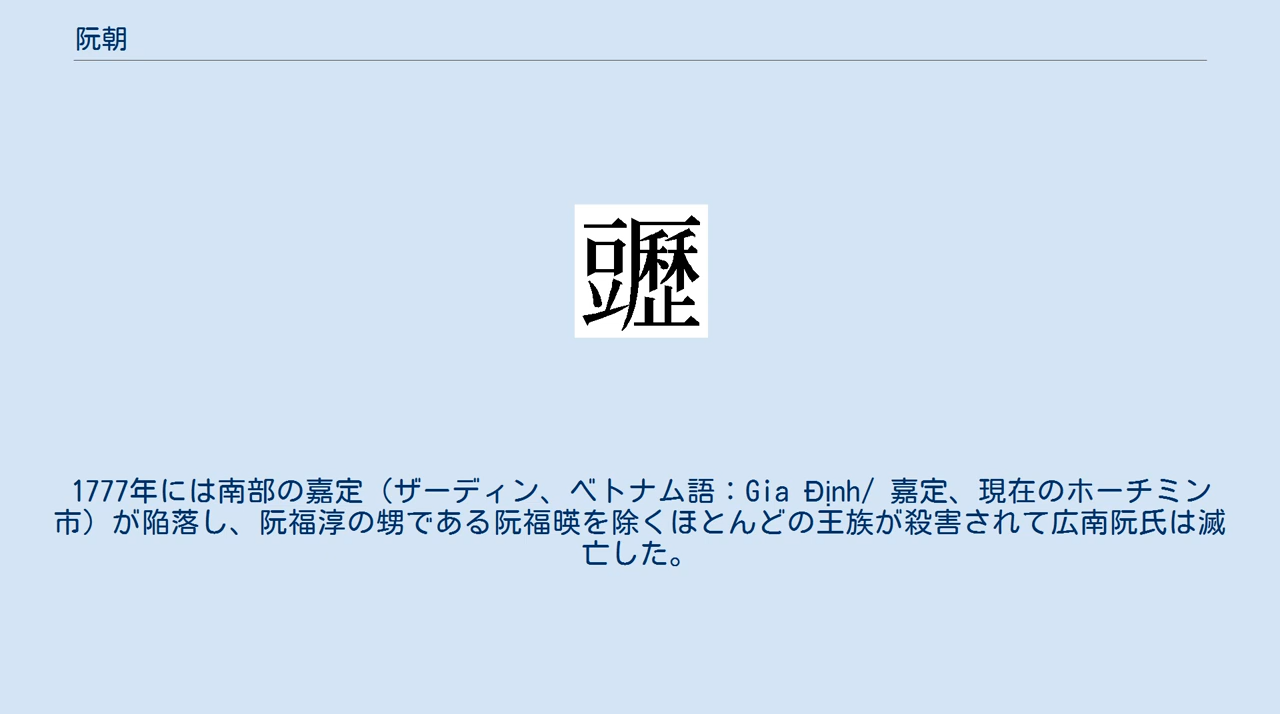 阮朝
1777年には南部の嘉定（ザーディン、ベトナム語：Gia Định/ 嘉定、現在のホーチミン
市）が陥落し、阮福淳の甥である阮福暎を除くほとんどの王族が殺害されて広南阮氏は滅
亡した。